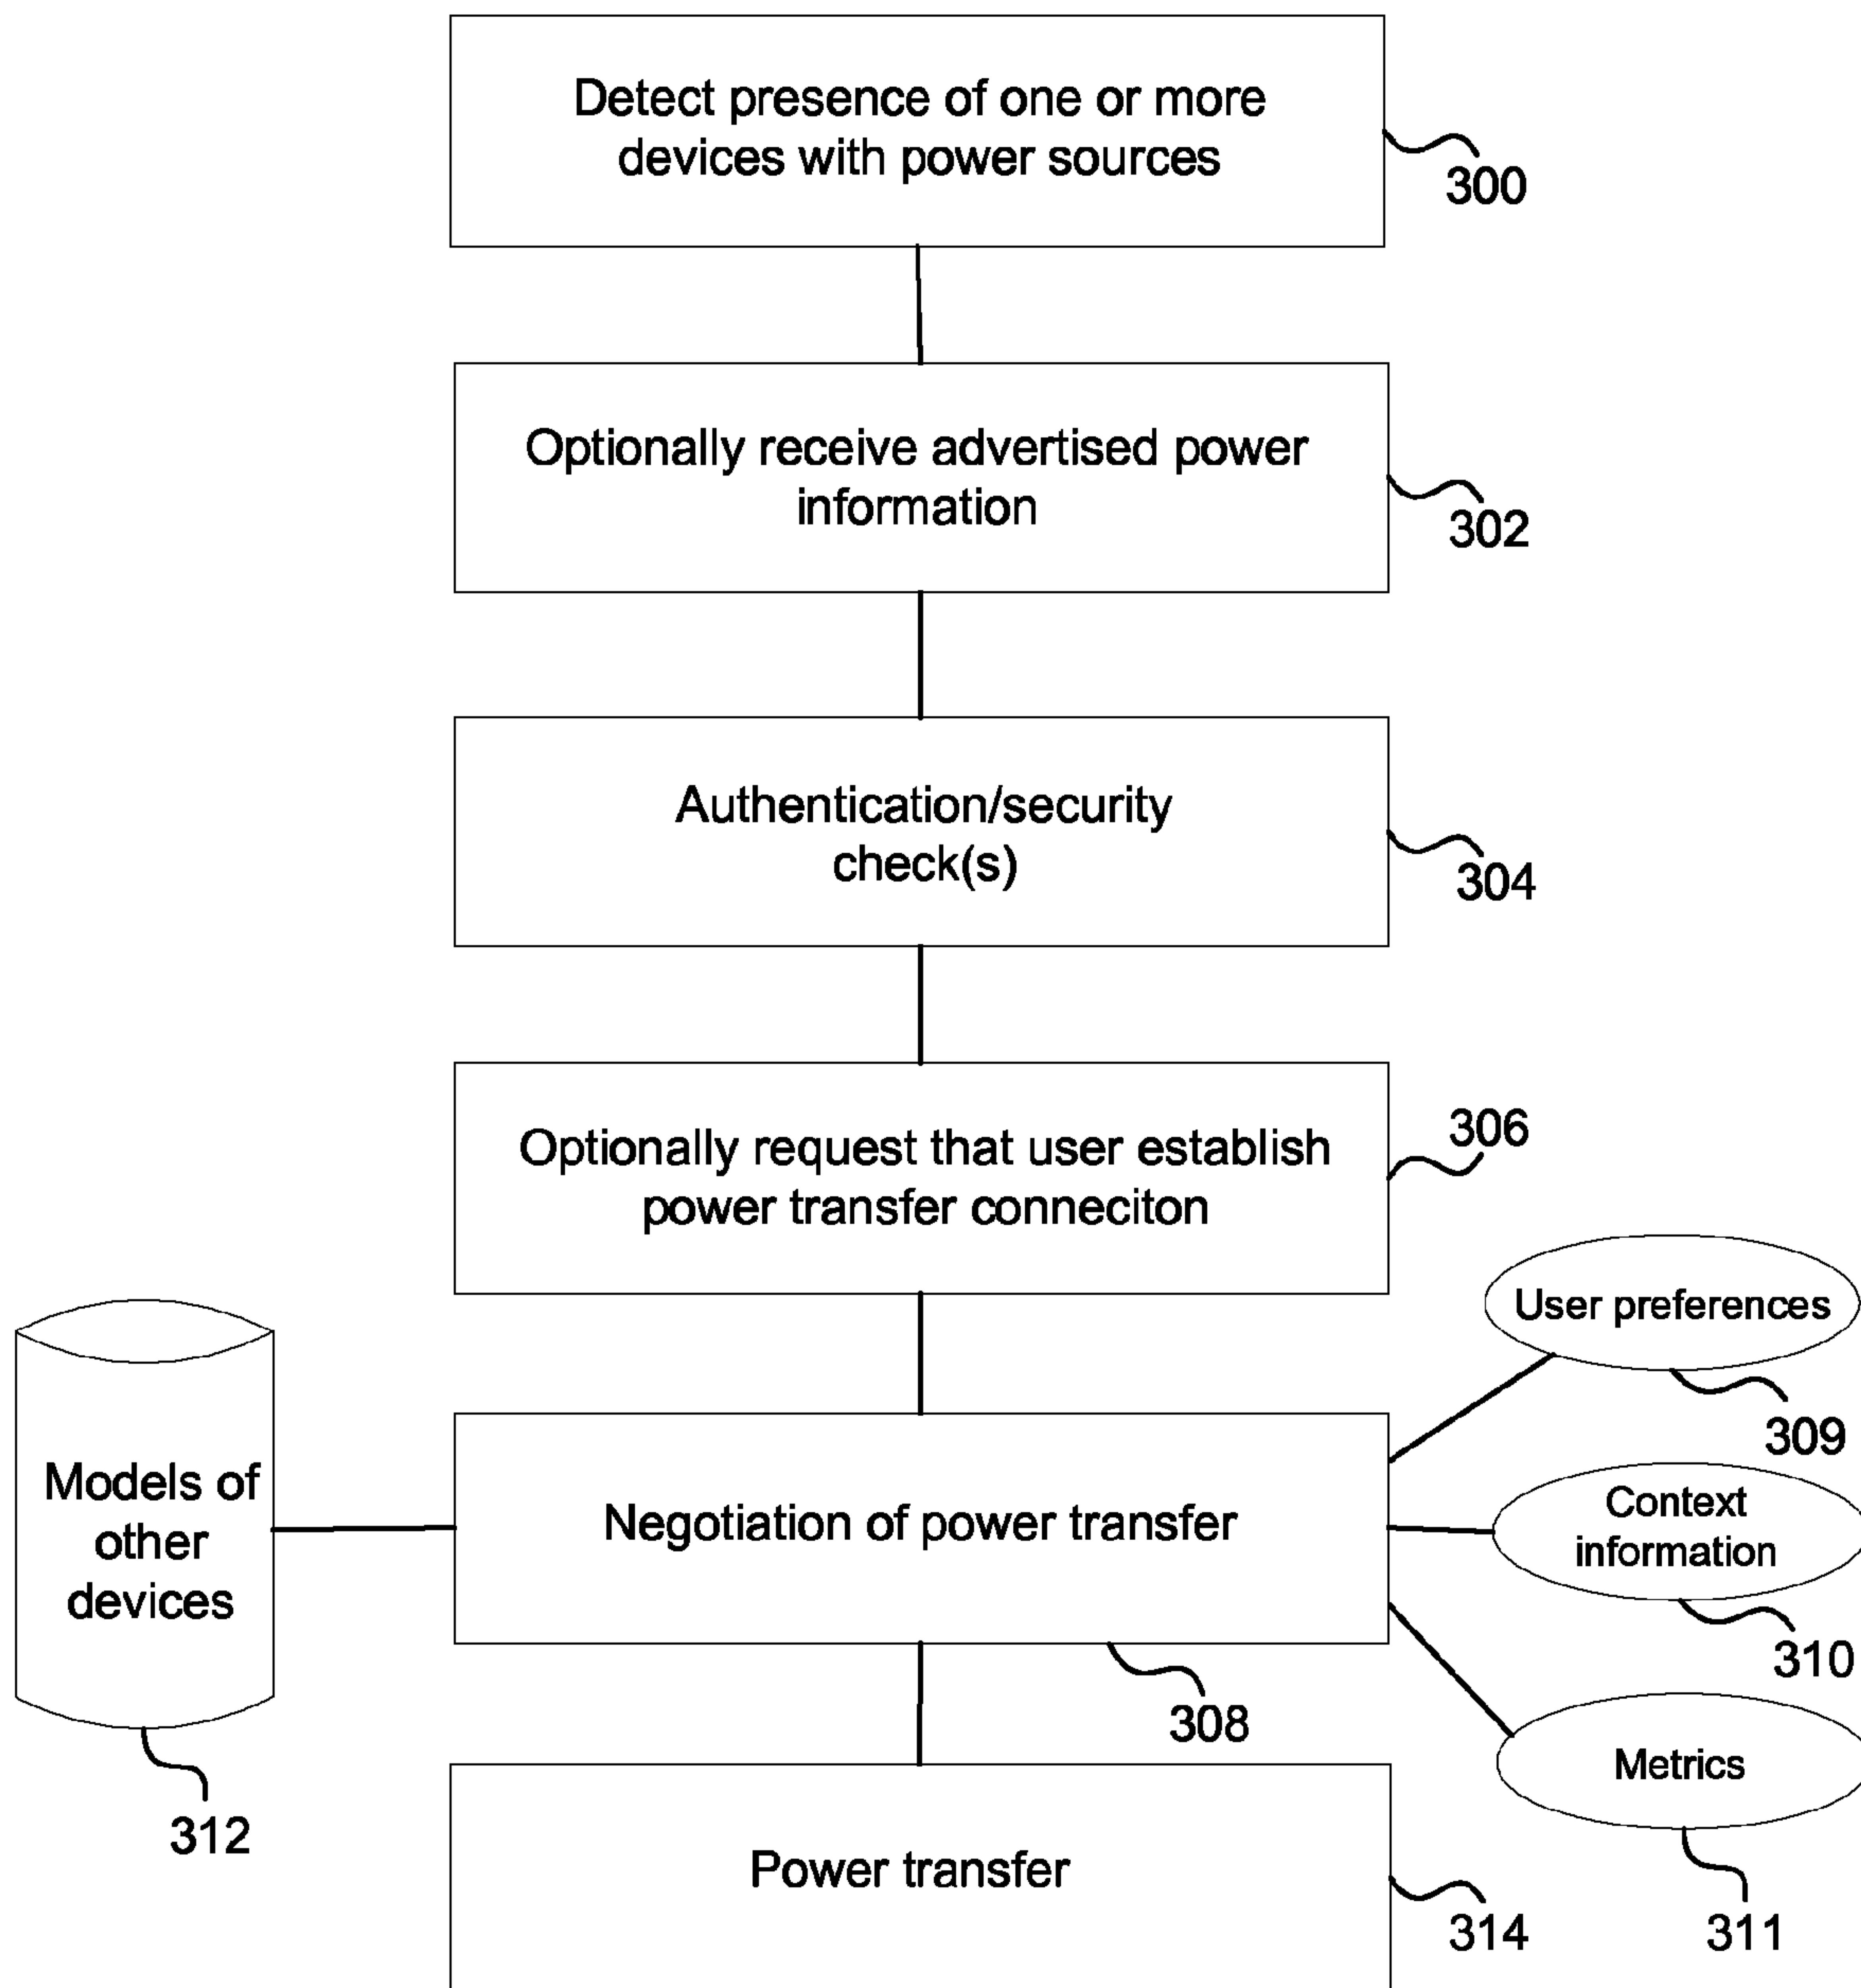 Detect presence of one or more
devices with power sources
300
Optionally receive advertised power
information
302
Authentication/security
check(s)
304
Optionally request that user establish
power transfer conneciton
306
User preferences
309
Models of
other
devices
312
Negotiation of power transfer
308
Context
information
310
Metrics
311
Power transfer
314